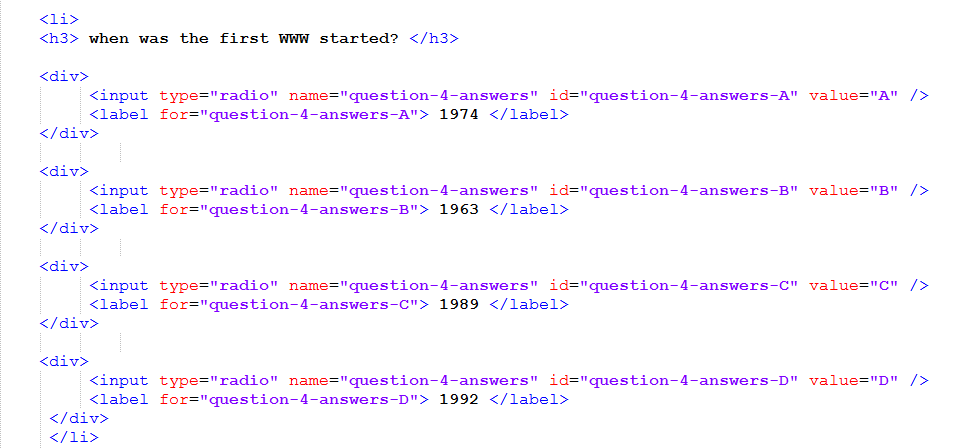 <li>
<h3> when was the first WWW started? </h3>
<div>
<input type="radio" name="question-4-answers" id="question-4-answers-A" value="A" />
<label for="question-4-answers-A"> 1974 </label>
</div>
<div>
<input type="radio" name="question-4-answers" id="question-4-answers-B" value="B" />
<label for="question-4-answers-B"> 1963 </label>
</div>
<div>
<input type="radio" name="question-4-answers" id="question-4-answers-C" value="C" />
<label for="question-4-answers-C"> 1989 </label>
</div>
<div>
<input type="radio" name="question-4-answers" id="question-4-answers-D" value="D" />
<label for="question-4-answers-D"> 1992 </label>
</div>
</li>